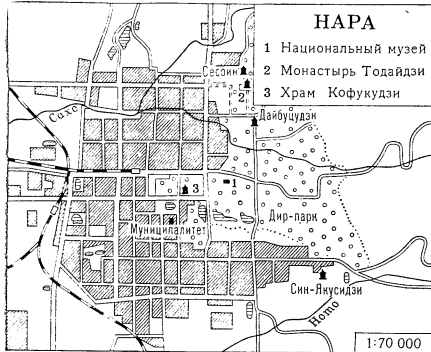 НАРА
1 Национальный музей
2 Монастырь Тодайдзи
3 Храм Кофукудзи
Сесоин
2
Дайбуцудзи
Сахо
3
1
Дир-парк
Муниципалитет
Син-Якусидзи
Ното
1:70 000